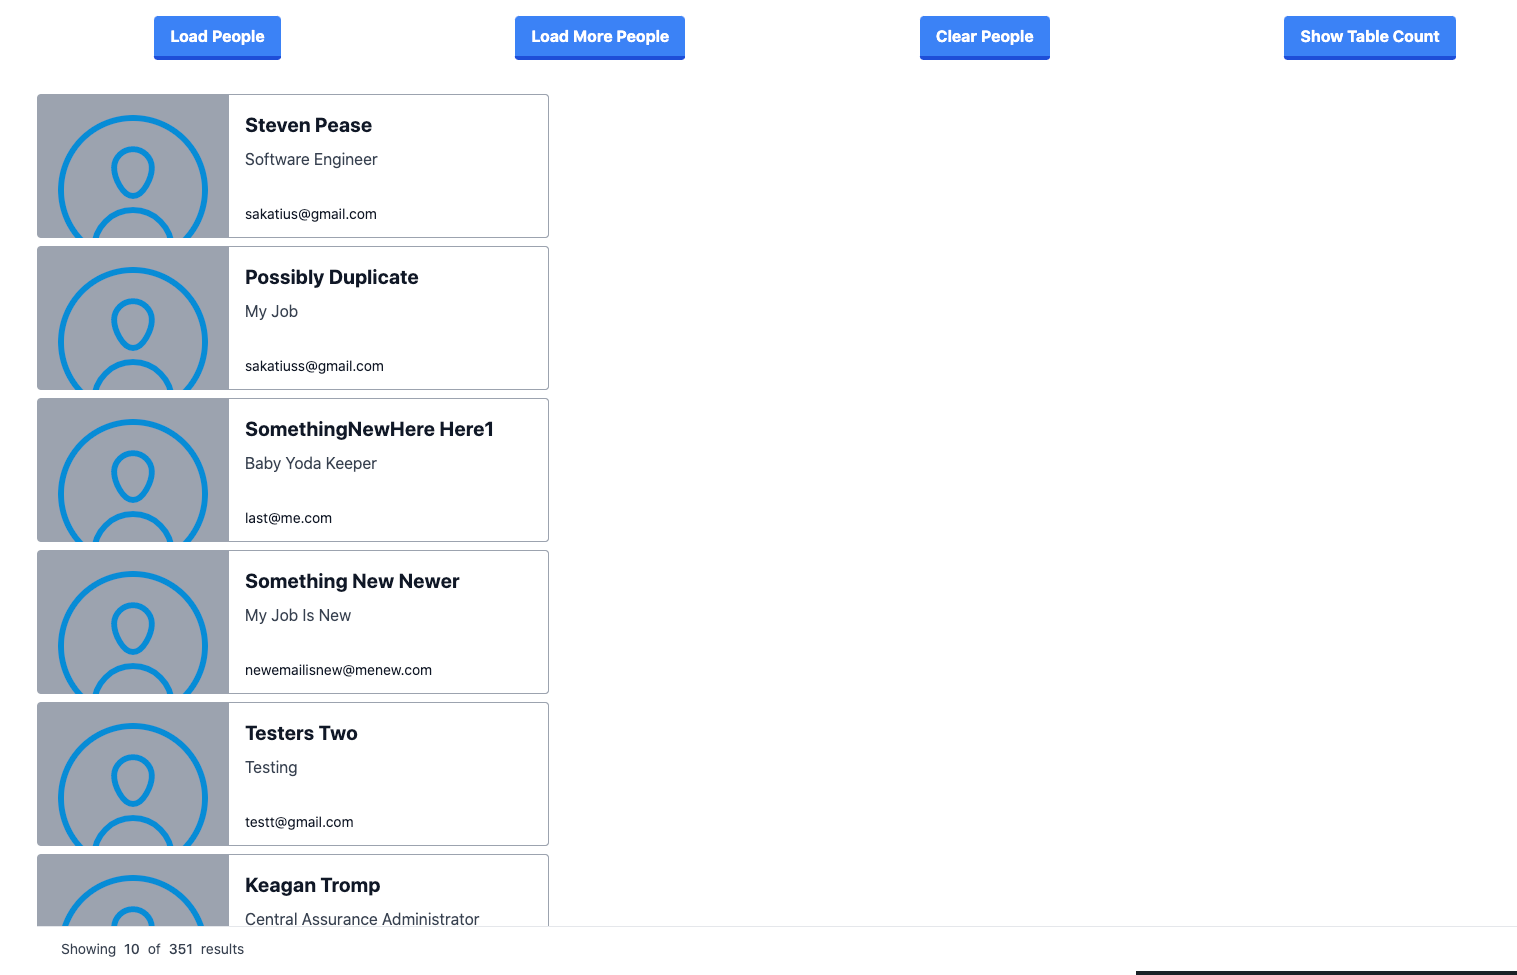 Load People
Load More People
Clear People
Show Table Count
Steven Pease
Software Engineer
sakatius@gmail.com
Possibly Duplicate
My Job
sakatiuss@gmail.com
SomethingNewHere Here1
Baby Yoda Keeper
last@me.com
Something New Newer
My Job Is New
newemailisnew@menew.com
Testers Two
Testing
testt@gmail.com
Keagan Tromp
Central Assurance Administrator
Showing 10 of 351 results